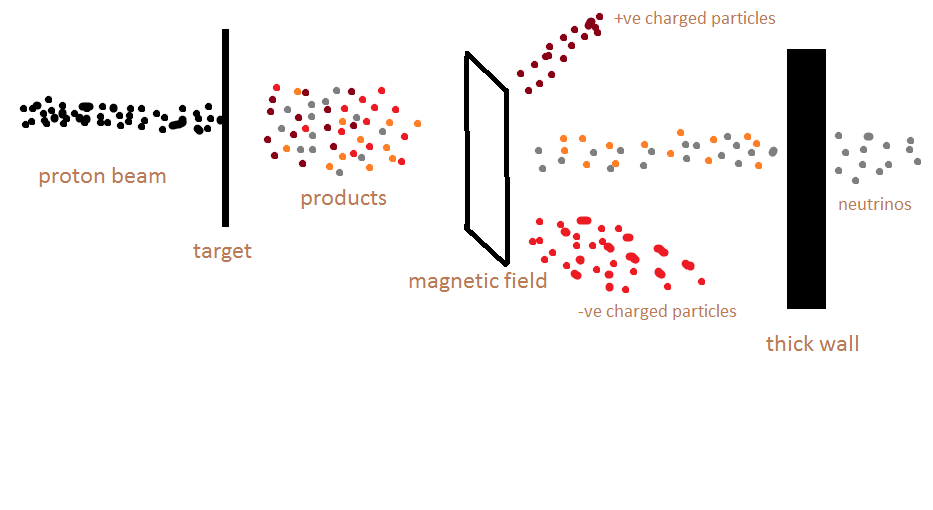 +ve charged particles
proton beam
products
neutrinos
target
magnetic field
-ve charged particles
thick wall